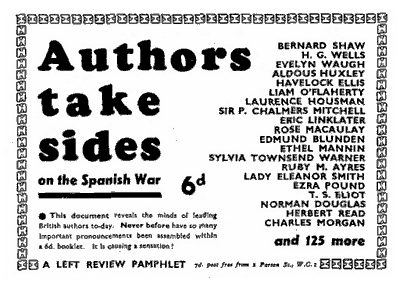 Authors
take
sides
on the Spanish War 6d
● This document reveals the minds of leading
British authors to-day. Never before have so many
important pronouncements been assembled within
a 6d. booklet. It is causing a sensation!
BERNARD SHAW
H. G. WELLS
EVELYN WAUGH
ALDOUS HUXLEY
HAVELOCK ELLIS
LIAM O'FLAHERTY
LAURENCE HOUSMAN
SIR P. CHALMERS MITCHELL
ERIC LINKLATER
ROSE MACAULAY
EDMUND BLUNDEN
ETHEL MANNIN
SYLVIA TOWNSEND WARNER
RUBY M. AYRES
LADY ELEANOR SMITH
EZRA POUND
T. S. ELIOT
NORMAN DOUGLAS
HERBERT READ
CHARLES MORGAN
and 125 more
A LEFT REVIEW PAMPHLET 7d. post free from 2 Parton St., W.C.1